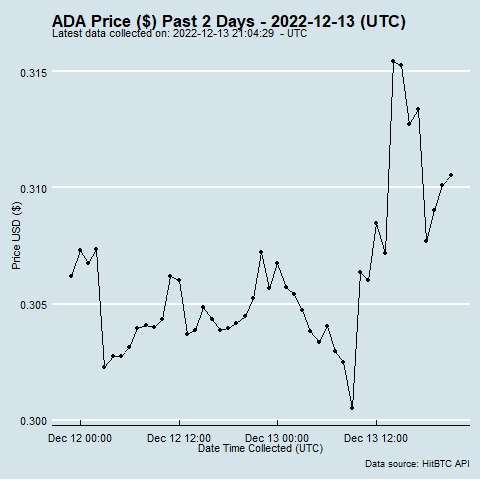 ADA Price ($) Past 2 Days - 2022-12-13 (UTC)
Latest data collected on: 2022-12-13 21:04:29 - UTC
0.315
0.310
0.305
0.300
Price USD ($)
Dec 12 00:00 Dec 12 12:00 Dec 13 00:00 Dec 13 12:00
Date Time Collected (UTC)
Data source: HitBTC API